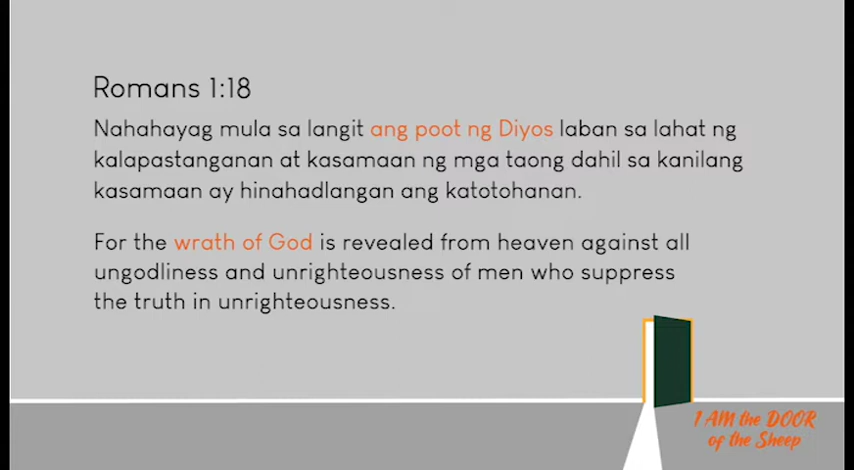 Romans 1:18
Nahahayag mula sa langit ang poot ng Diyos laban sa lahat ng
kalapastanganan at kasamaan ng mga taong dahil sa kanilang
kasamaan ay hinahadlangan ang katotohanan.
For the wrath of God is revealed from heaven against all
ungodliness and unrighteousness of men who suppress
the truth in unrighteousness.
I AM the DOOR
of the Sheep